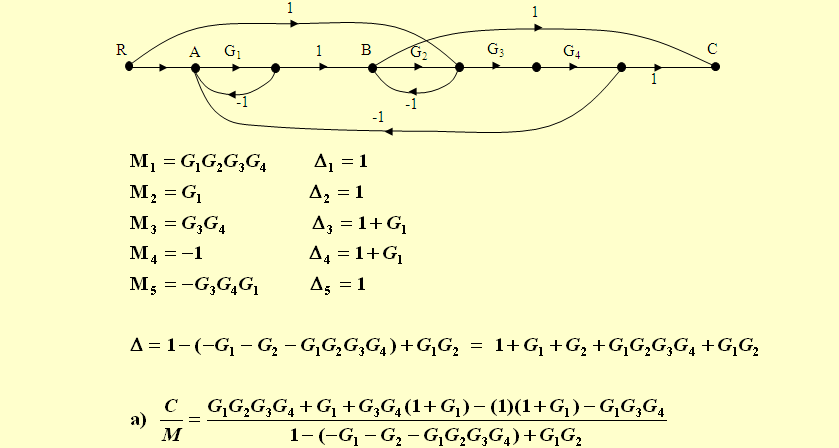 1 1
R A G₁ 1 B G₂ G₃ G₄ C
-1 -1 1
-1
M₁ = G₁G₂G₃G₄ Δ₁ = 1
M₂ = G₁ Δ₂ = 1
M₃ = G₃G₄ Δ₃ = 1 + G₁
M₄ = −1 Δ₄ = 1 + G₁
M₅ = −G₃G₄G₁ Δ₅ = 1
Δ = 1 − (−G₁ − G₂ − G₁G₂G₃G₄) + G₁G₂ = 1 + G₁ + G₂ + G₁G₂G₃G₄ + G₁G₂
a) C/M = G₁G₂G₃G₄ + G₁ + G₃G₄(1 + G₁) − (1)(1 + G₁) − G₁G₃G₄ / 1 − (−G₁ − G₂ − G₁G₂G₃G₄) + G₁G₂